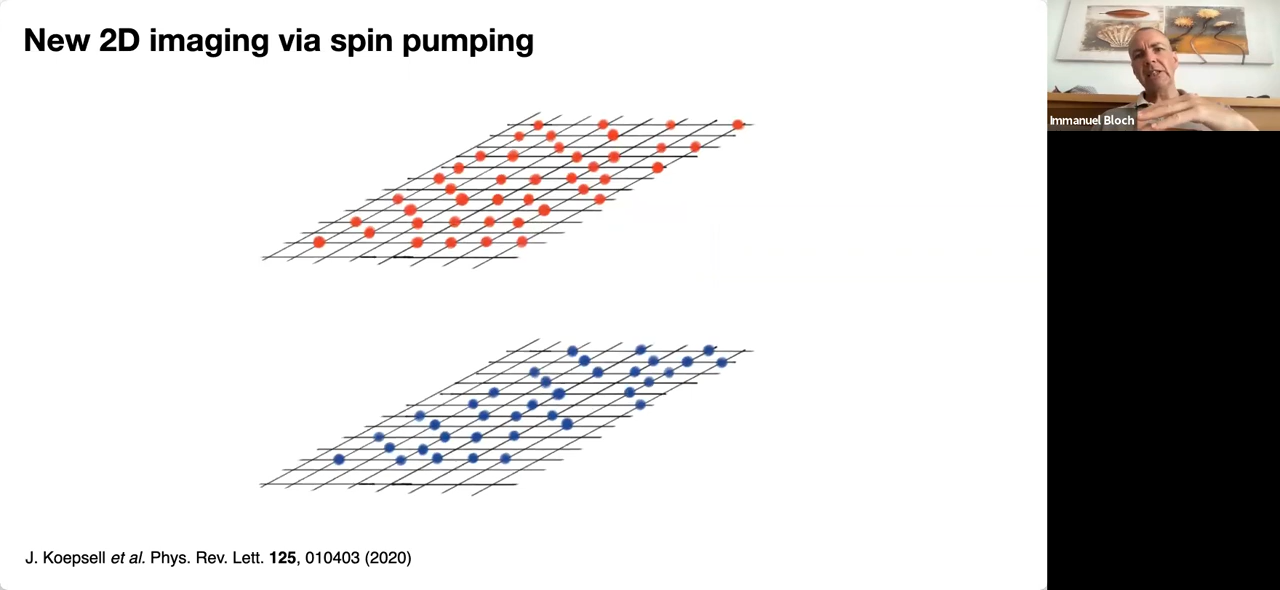 New 2D imaging via spin pumping
Immanuel Bloch
J. Koepsell et al. Phys. Rev. Lett. 125, 010403 (2020)